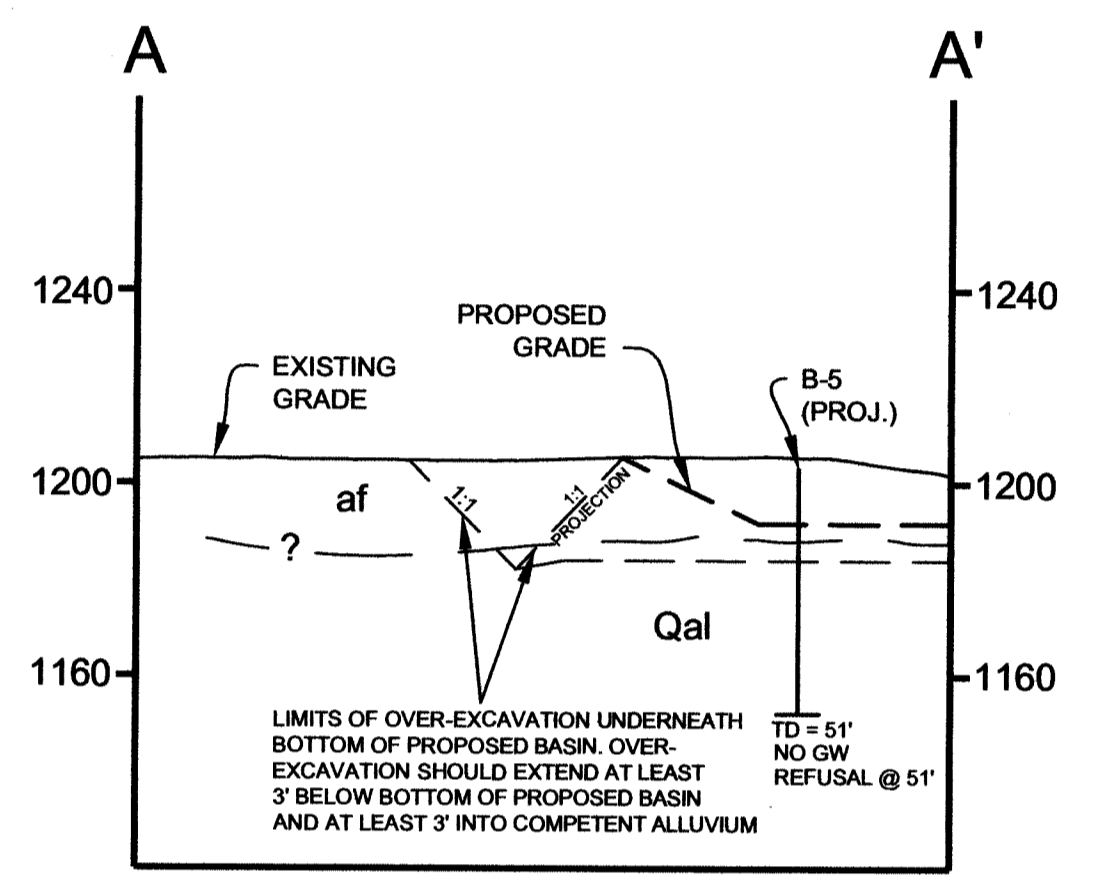 A
A'
1240
1240
PROPOSED
GRADE
EXISTING
GRADE
B-5
(PROJ.)
1200
1200
af
1:1
1:1
PROJECTION
?
Qal
1160
1160
LIMITS OF OVER-EXCAVATION UNDERNEATH
BOTTOM OF PROPOSED BASIN. OVER-
EXCAVATION SHOULD EXTEND AT LEAST
3' BELOW BOTTOM OF PROPOSED BASIN
AND AT LEAST 3' INTO COMPETENT ALLUVIUM
TD = 51'
NO GW
REFUSAL @ 51'